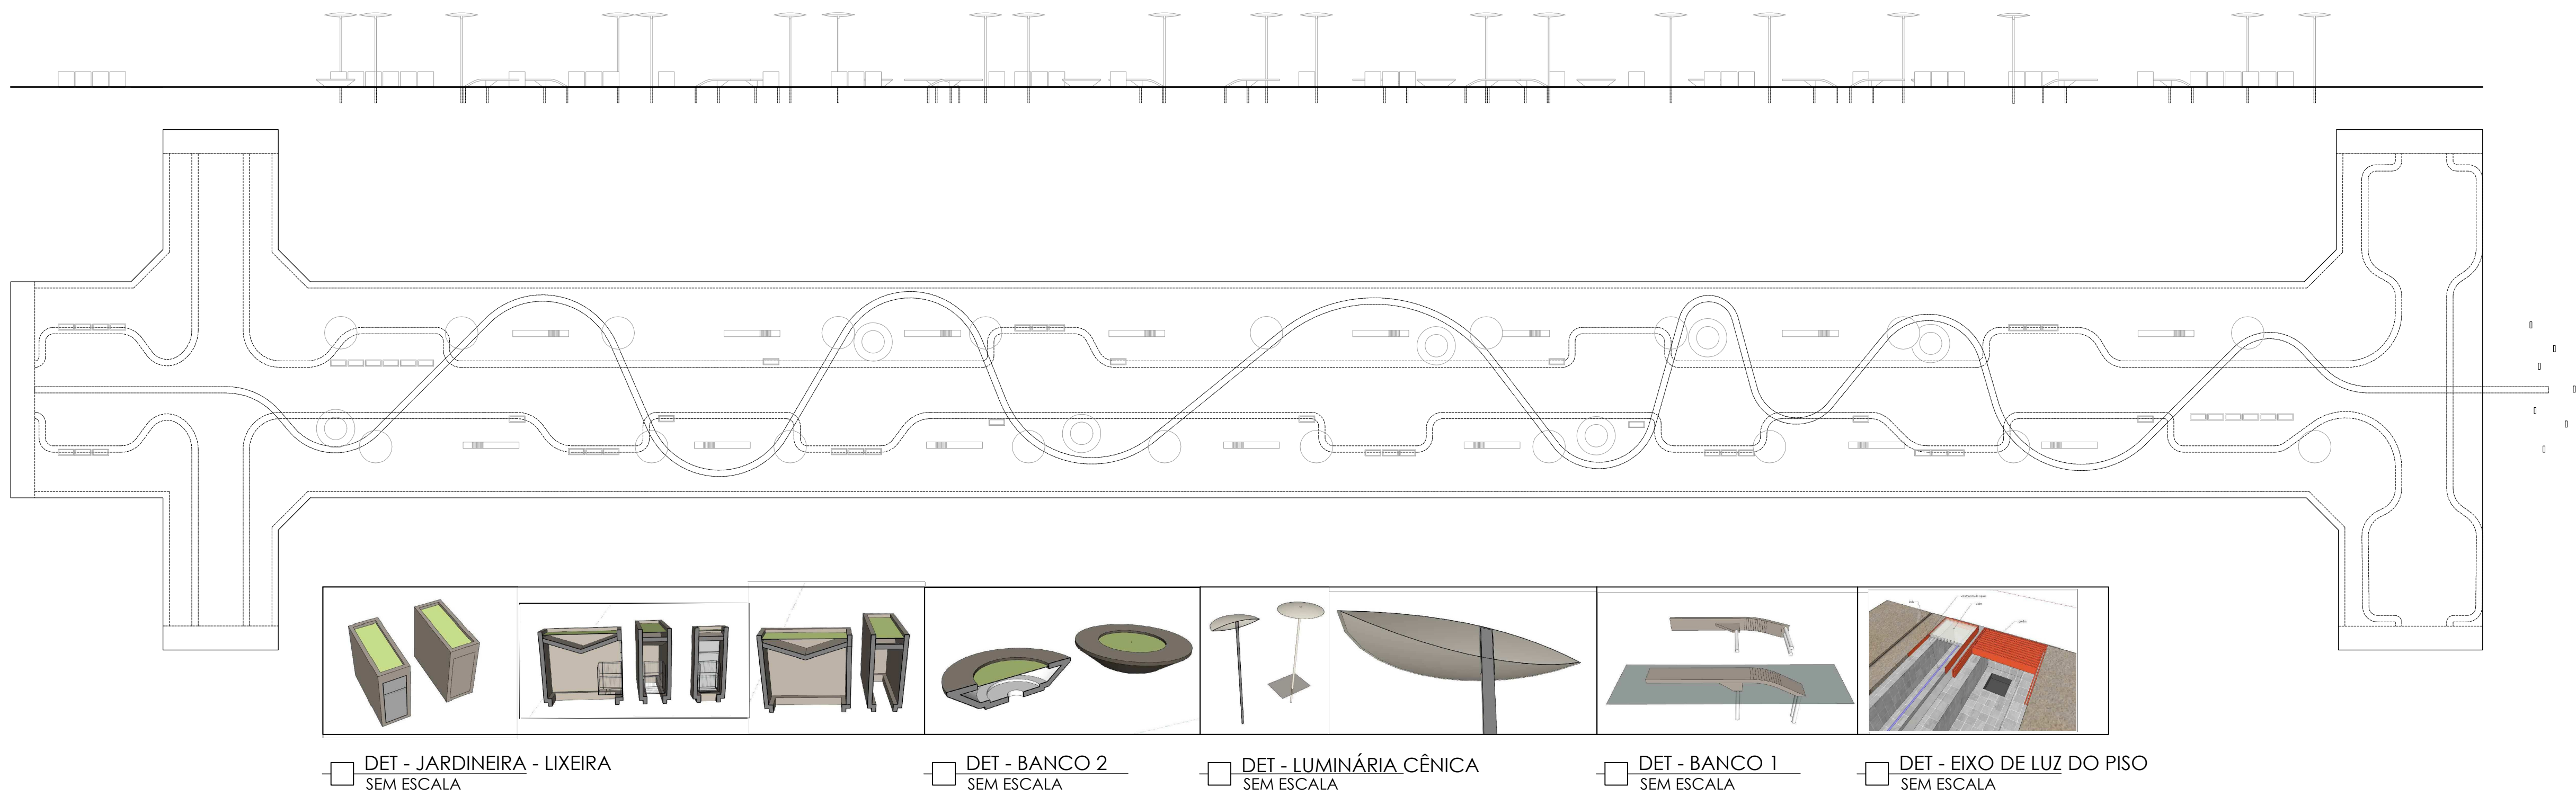 DET - JARDINEIRA - LIXEIRA
SEM ESCALA
DET - BANCO 2
SEM ESCALA
DET - LUMINÁRIA CÊNICA
SEM ESCALA
DET - BANCO 1
SEM ESCALA
DET - EIXO DE LUZ DO PISO
SEM ESCALA